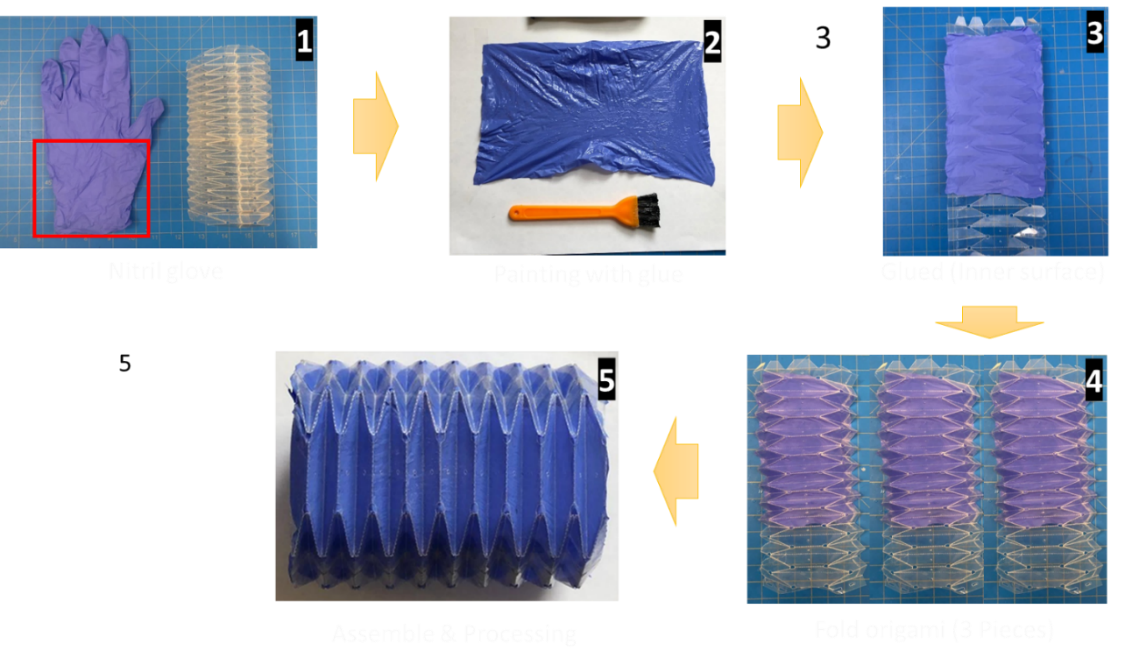 1
2
3
3
Nitril glove
Painting with glue
Glued (Inner surface)
5
5
4
Assemble & Processing
Fold origami (3 Pieces)